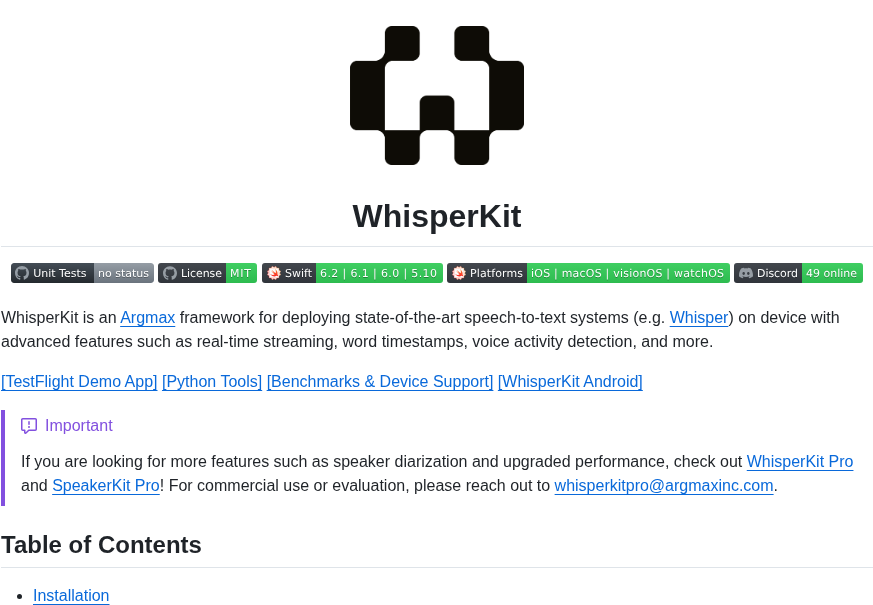 WhisperKit
Unit Tests no status License MIT Swift 6.2 | 6.1 | 6.0 | 5.10 Platforms iOS | macOS | visionOS | watchOS Discord 49 online
WhisperKit is an Argmax framework for deploying state-of-the-art speech-to-text systems (e.g. Whisper) on device with
advanced features such as real-time streaming, word timestamps, voice activity detection, and more.
[TestFlight Demo App] [Python Tools] [Benchmarks & Device Support] [WhisperKit Android]
Important
If you are looking for more features such as speaker diarization and upgraded performance, check out WhisperKit Pro
and SpeakerKit Pro! For commercial use or evaluation, please reach out to whisperkitpro@argmaxinc.com.
Table of Contents
Installation